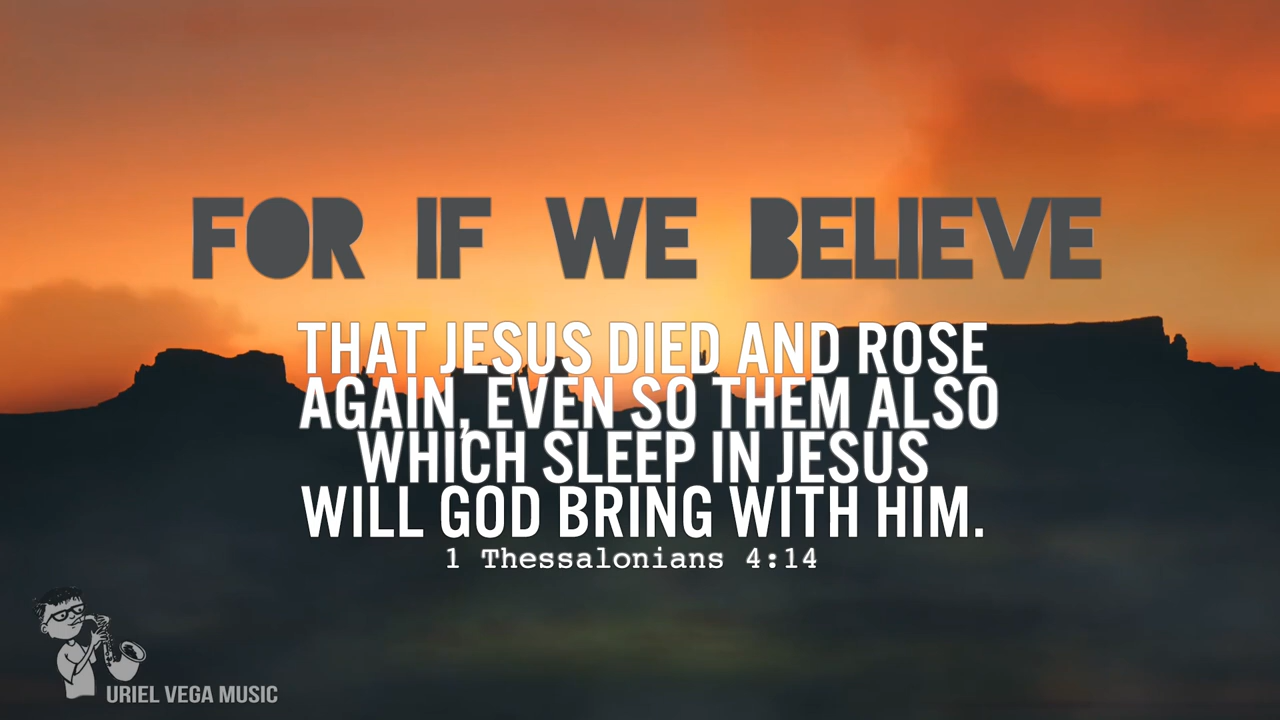 FOR IF WE BELIEVE
THAT JESUS DIED AND ROSE
AGAIN, EVEN SO THEM ALSO
WHICH SLEEP IN JESUS
WILL GOD BRING WITH HIM.
1 Thessalonians 4:14
URIEL VEGA MUSIC